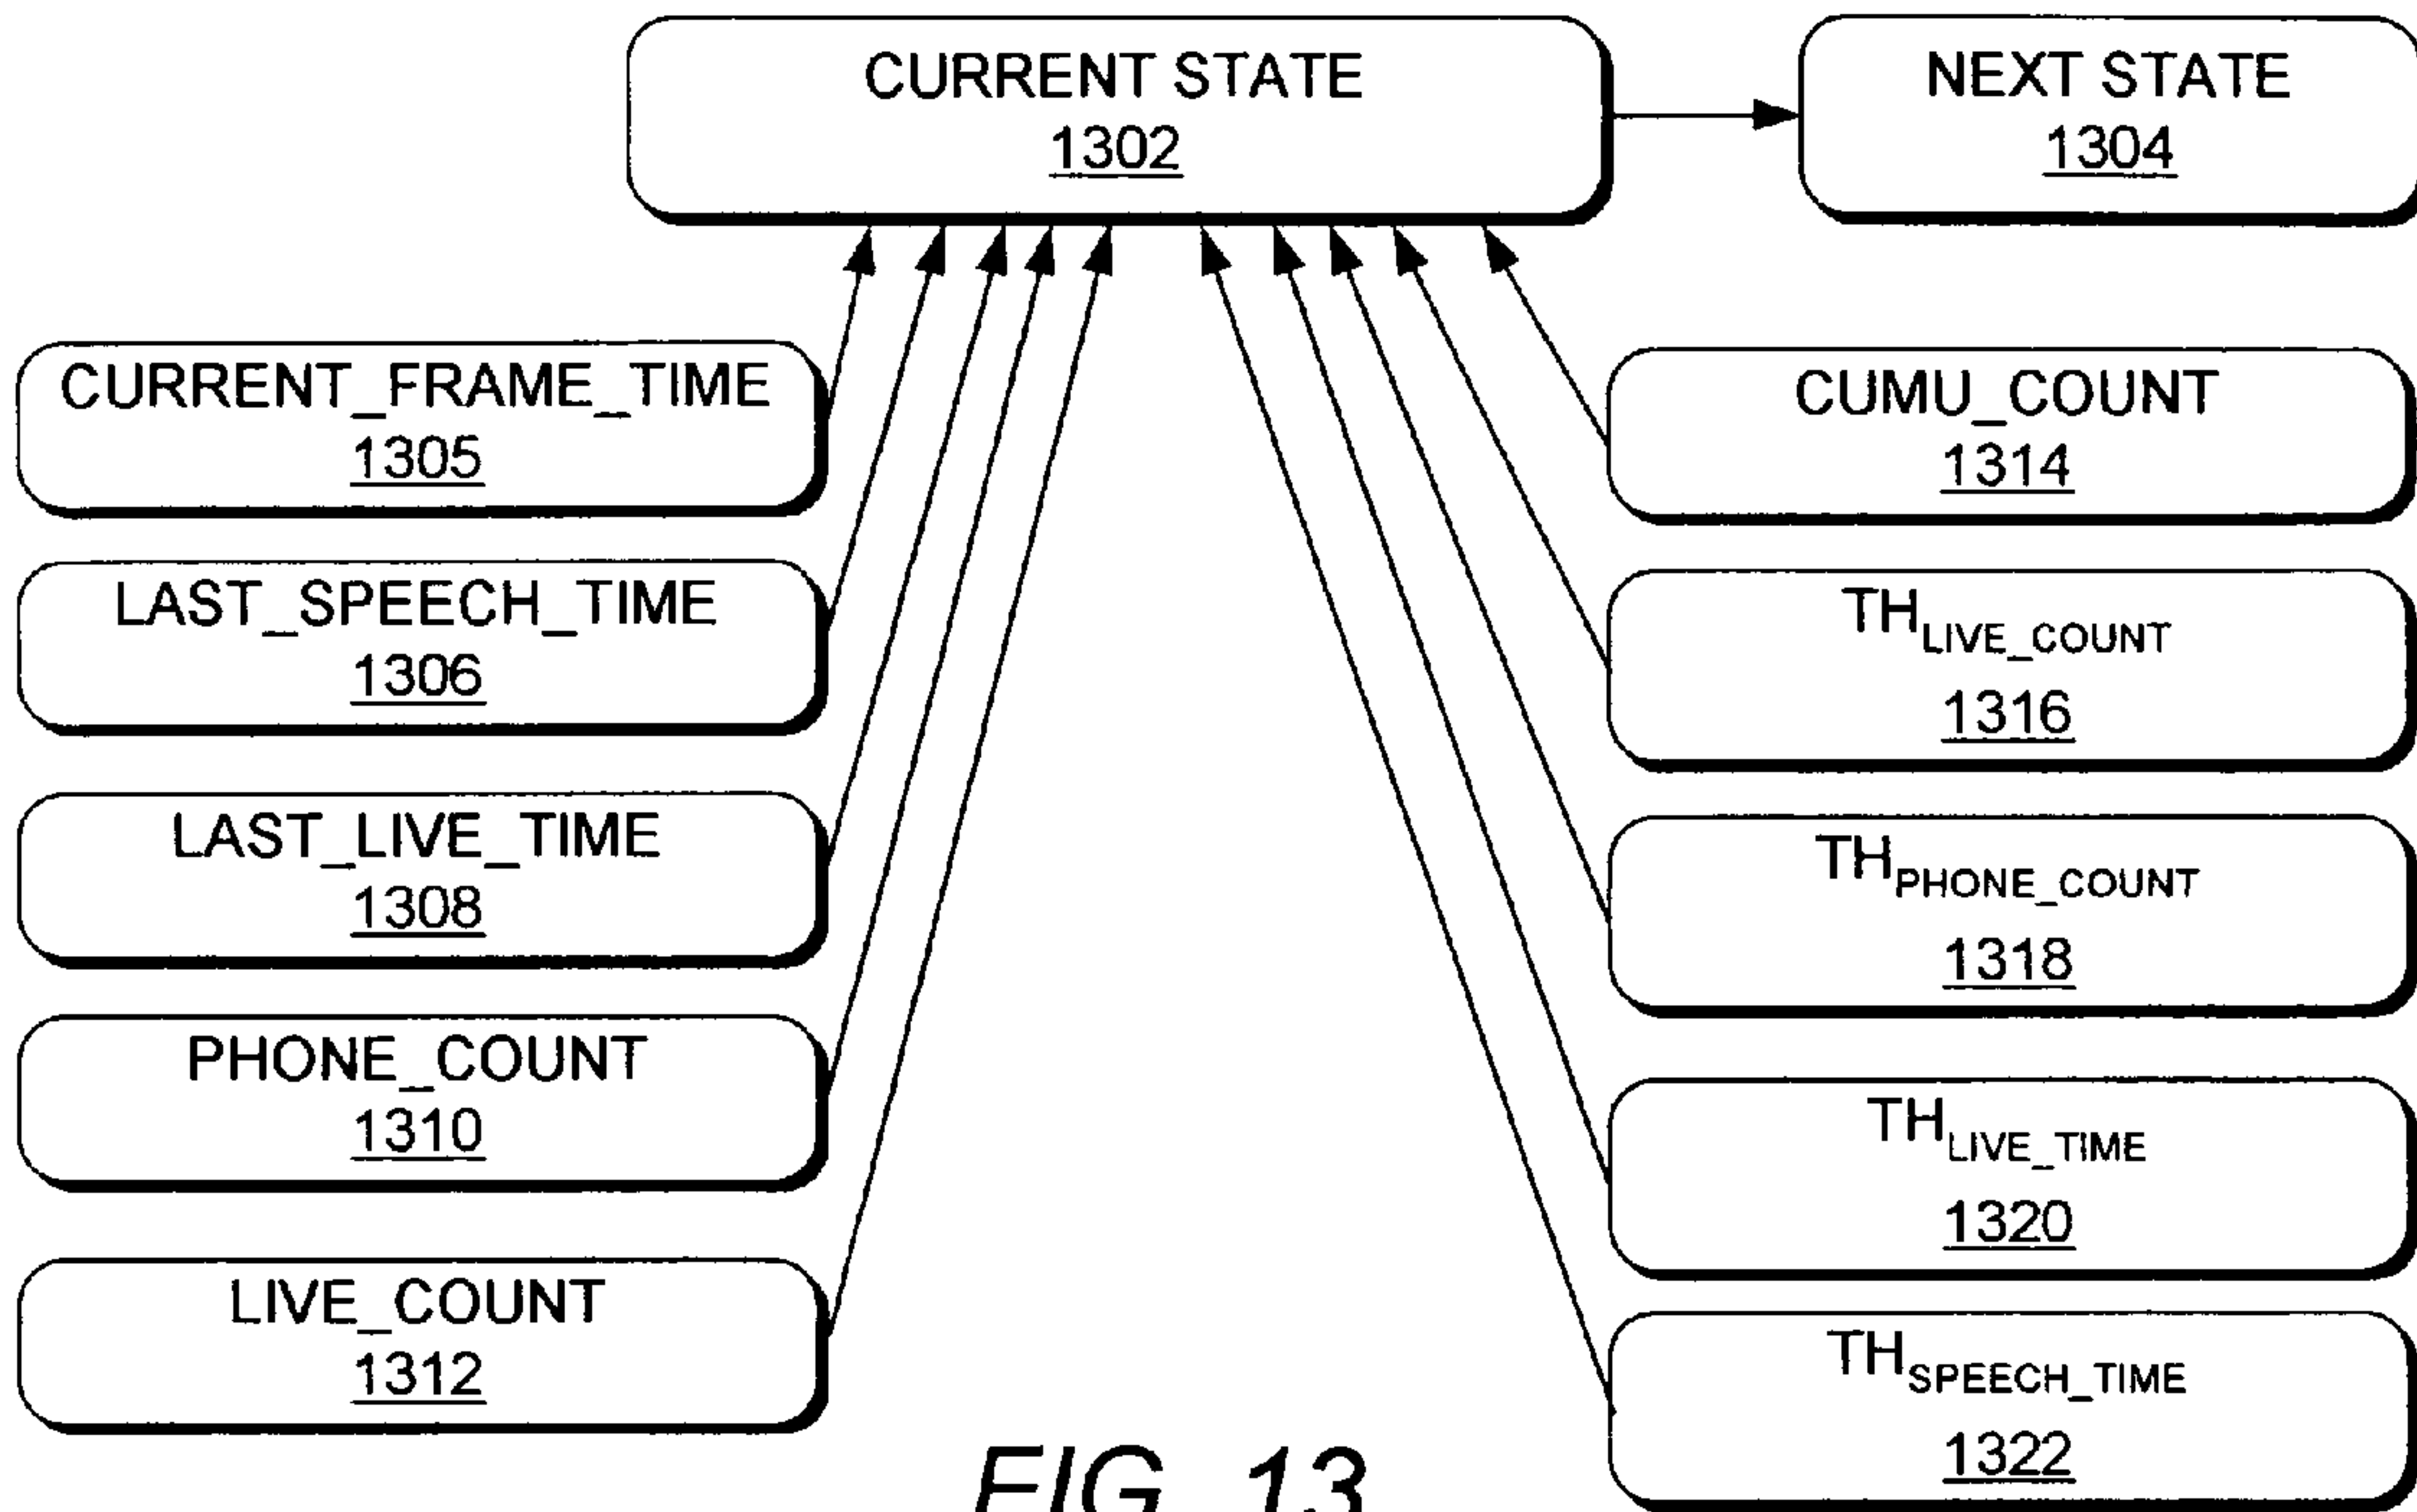 CURRENT STATE
1302
NEXT STATE
1304
CURRENT_FRAME_TIME
1305
LAST_SPEECH_TIME
1306
LAST_LIVE_TIME
1308
PHONE_COUNT
1310
LIVE_COUNT
1312
CUMU_COUNT
1314
TH LIVE_COUNT
1316
TH PHONE_COUNT
1318
TH LIVE_TIME
1320
TH SPEECH_TIME
1322
FIG. 13